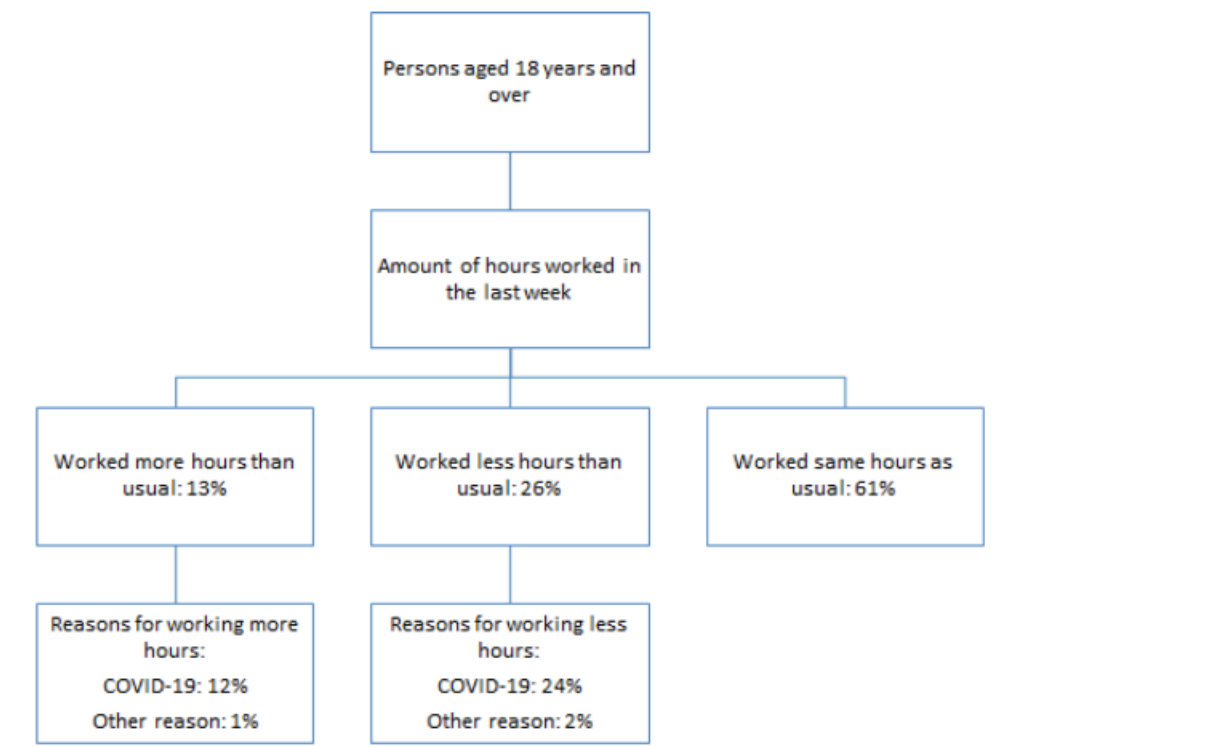 Persons aged 18 years and
over
Amount of hours worked in
the last week
Worked more hours than
usual: 13%
Worked less hours than
usual: 26%
Worked same hours as
usual: 61%
Reasons for working more
hours:
COVID-19: 12%
Other reason: 1%
Reasons for working less
hours:
COVID-19: 24%
Other reason: 2%